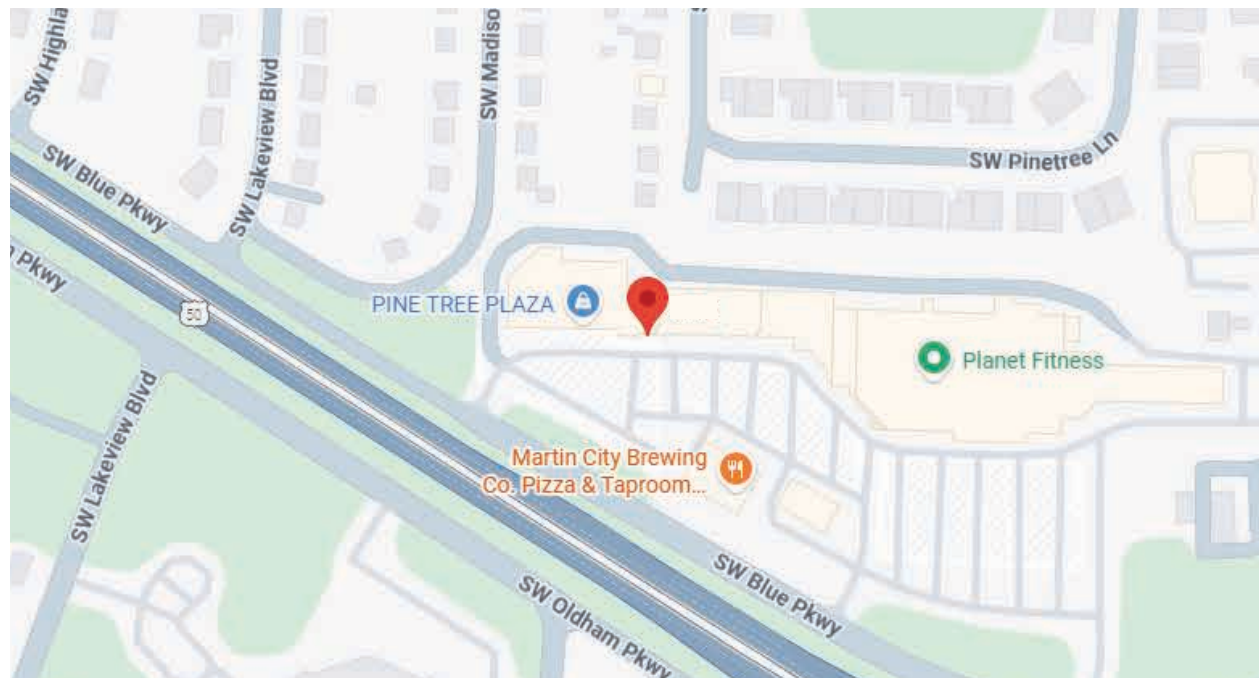 SW Highla
SW Lakeview Blvd
SW Madiso
SW Pinetree Ln
SW Blue Pkwy
Pkwy
50
PINE TREE PLAZA
Planet Fitness
SW Lakeview Blvd
Martin City Brewing
Co. Pizza & Taproom...
SW Blue Pkwy
SW Oldham Pkwy